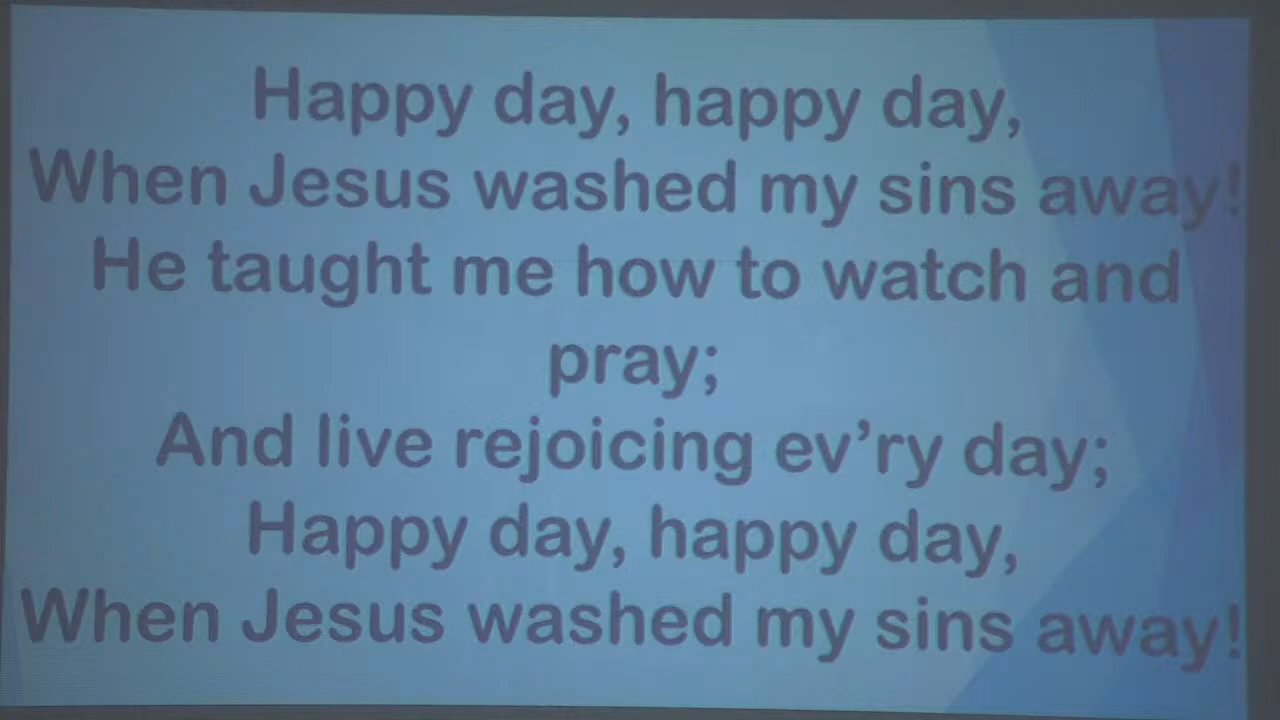 Happy day, happy day,
When Jesus washed my sins away!
He taught me how to watch and
pray;
And live rejoicing ev’ry day;
Happy day, happy day,
When Jesus washed my sins away!